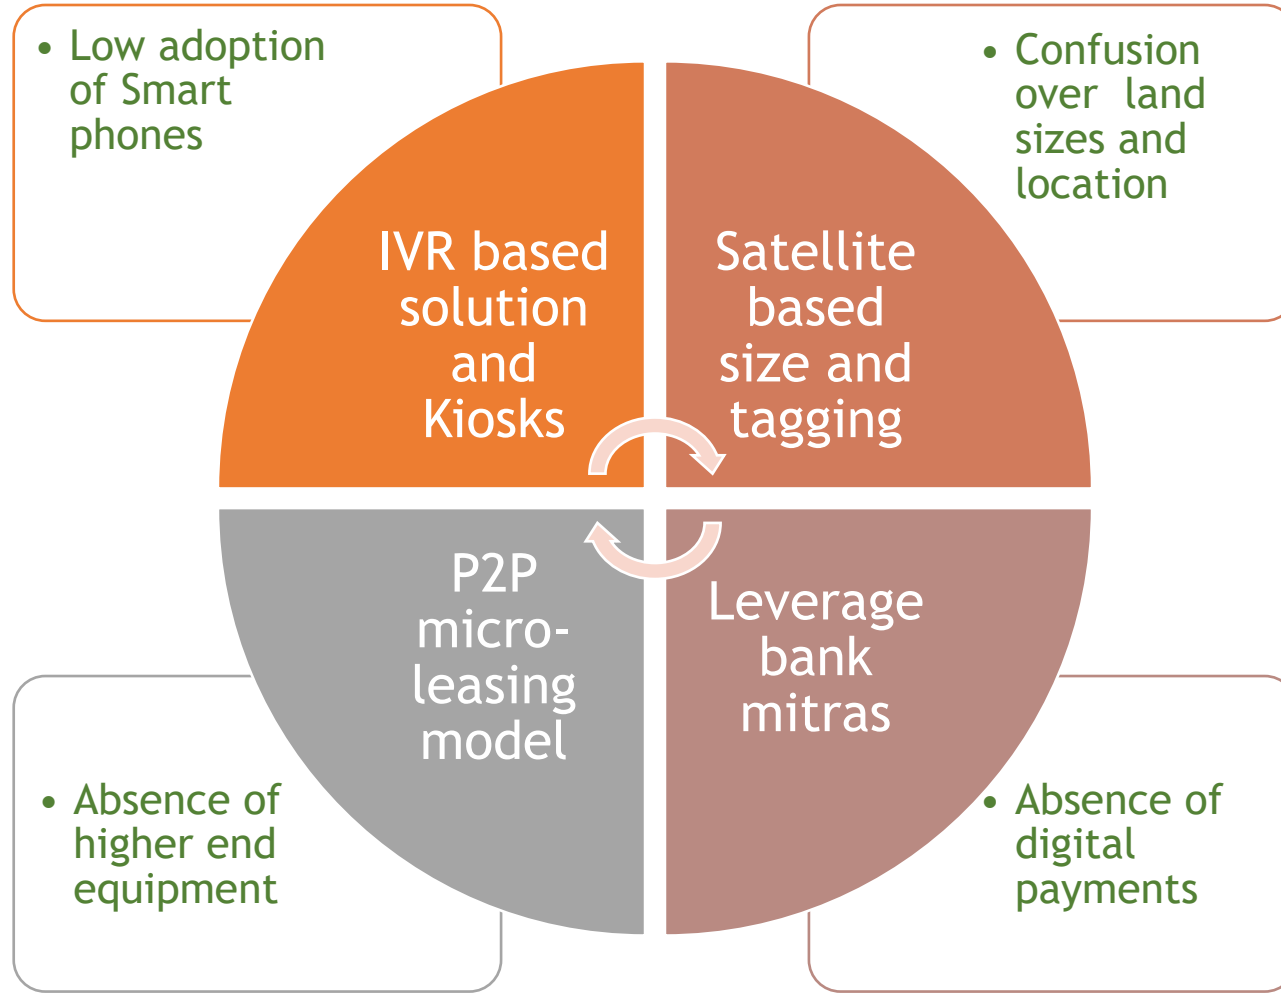 • Low adoption
of Smart
phones
• Confusion
over land
sizes and
location
IVR based
solution
and
Kiosks
Satellite
based
size and
tagging
P2P
micro-
leasing
model
Leverage
bank
mitras
• Absence of
higher end
equipment
• Absence of
digital
payments